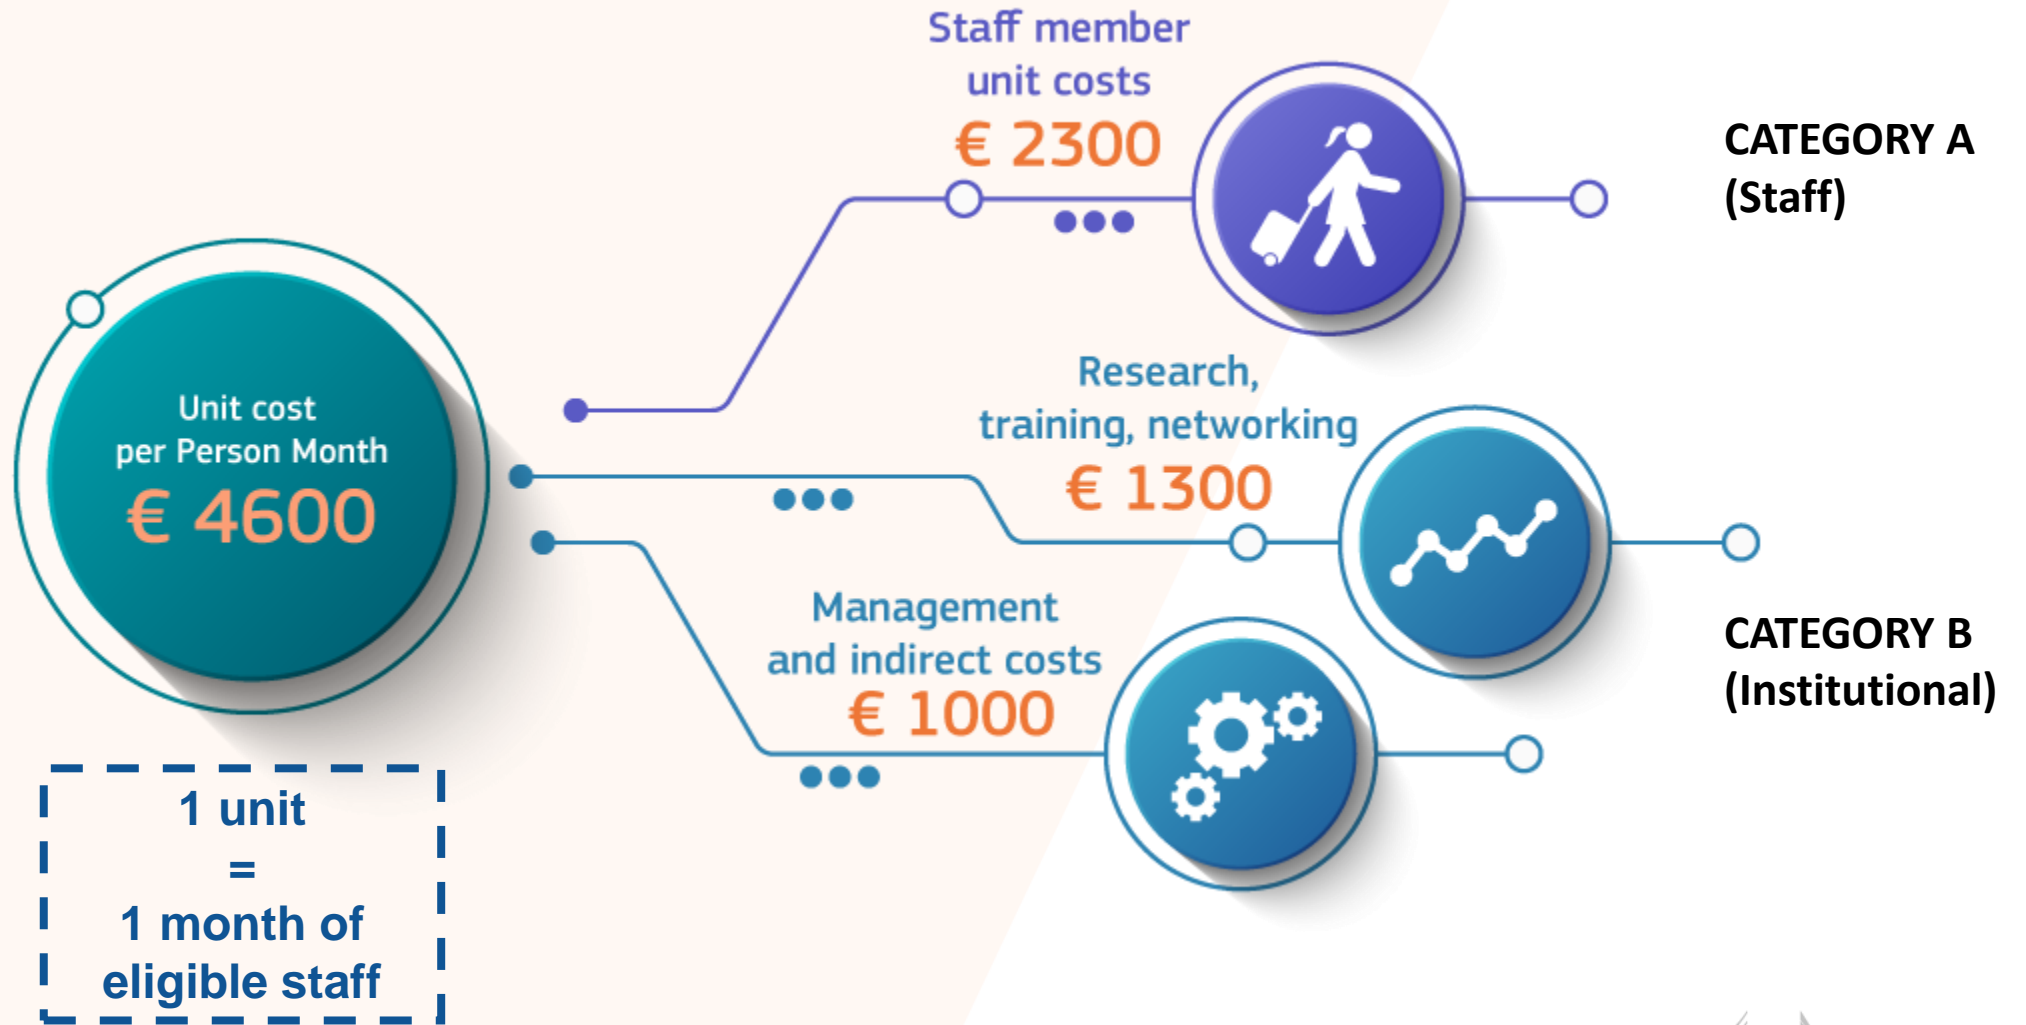 Staff member
unit costs
€ 2300
CATEGORY A
(Staff)
Unit cost
per Person Month
€ 4600
Research,
training, networking
€ 1300
Management
and indirect costs
€ 1000
CATEGORY B
(Institutional)
1 unit
=
1 month of
eligible staff